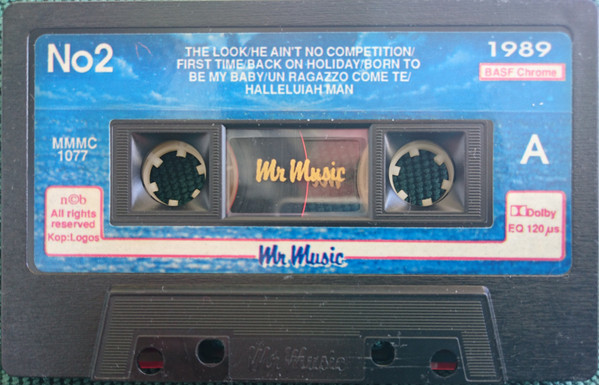 No2
THE LOOK/HE AIN'T NO COMPETITION/
FIRST TIME/BACK ON HOLIDAY/BORN TO
BE MY BABY/UN RAGAZZO COME TE/
HALLELUIAH MAN
1989
BASF Chrome
MMMC
1077
Mr Music
A
n©b
All rights
reserved
Kop:Logos
Dolby
EQ 120 µs.
Mr. Music
Mr Music